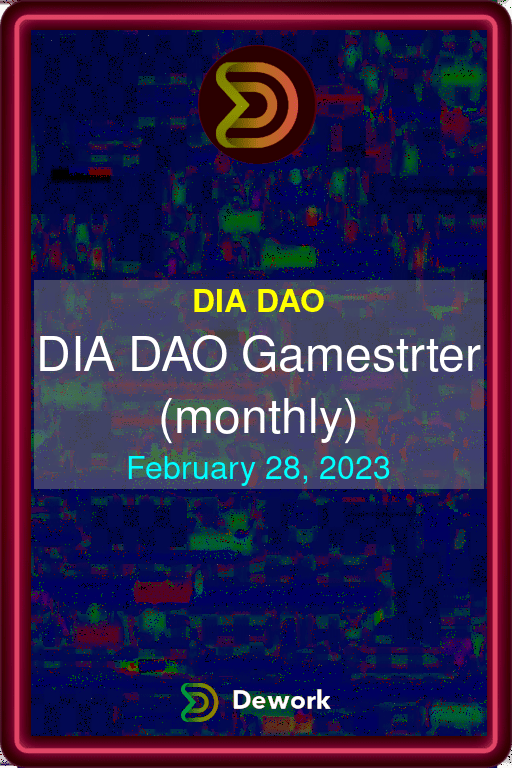 DIA DAO
DIA DAO Gamestrter
(monthly)
February 28, 2023
Dework